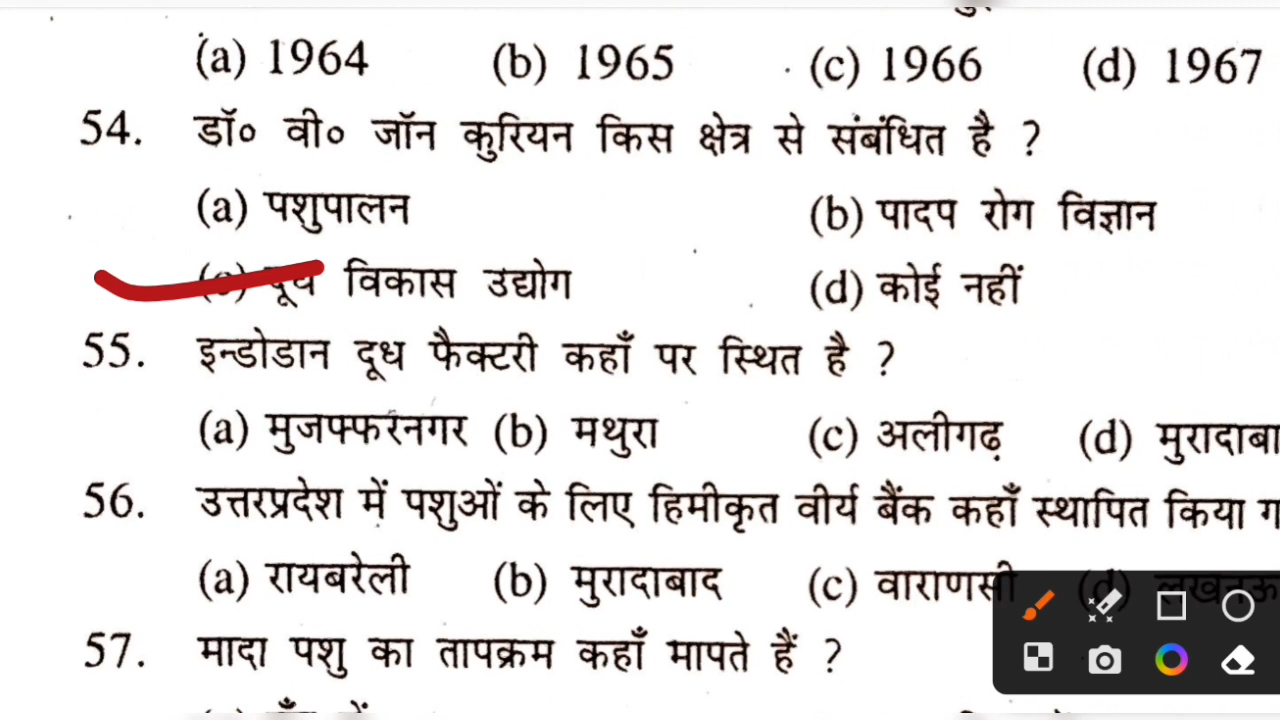 (a) 1964 (b) 1965 (c) 1966 (d) 1967
54. डॉ० वी० जॉन कुरियन किस क्षेत्र से संबंधित है ?
(a) पशुपालन (b) पादप रोग विज्ञान
(c) दूध विकास उद्योग (d) कोई नहीं
55. इन्डोडान दूध फैक्टरी कहाँ पर स्थित है ?
(a) मुजफ्फरनगर (b) मथुरा (c) अलीगढ़ (d) मुरादाबा
56. उत्तरप्रदेश में पशुओं के लिए हिमीकृत वीर्य बैंक कहाँ स्थापित किया ग
(a) रायबरेली (b) मुरादाबाद (c) वाराणसी (d) लखनऊ
57. मादा पशु का तापक्रम कहाँ मापते हैं ?